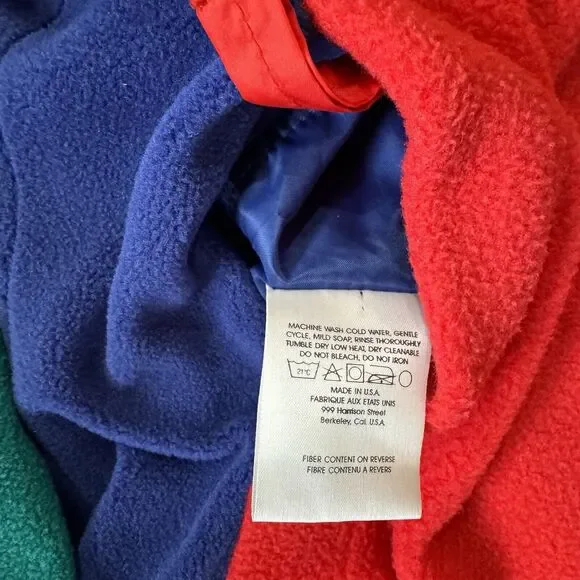 MACHINE WASH COLD WATER, GENTLE
CYCLE, MILD SOAP, RINSE THOROUGHLY
TUMBLE DRY LOW HEAT, DRY CLEANABLE
DO NOT BLEACH, DO NOT IRON
21°C
MADE IN U.S.A.
FABRIQUE AUX ETATS UNIS
999 Harrison Street
Berkeley, Cal. U.S.A.
FIBER CONTENT ON REVERSE
FIBRE CONTENU A REVERS